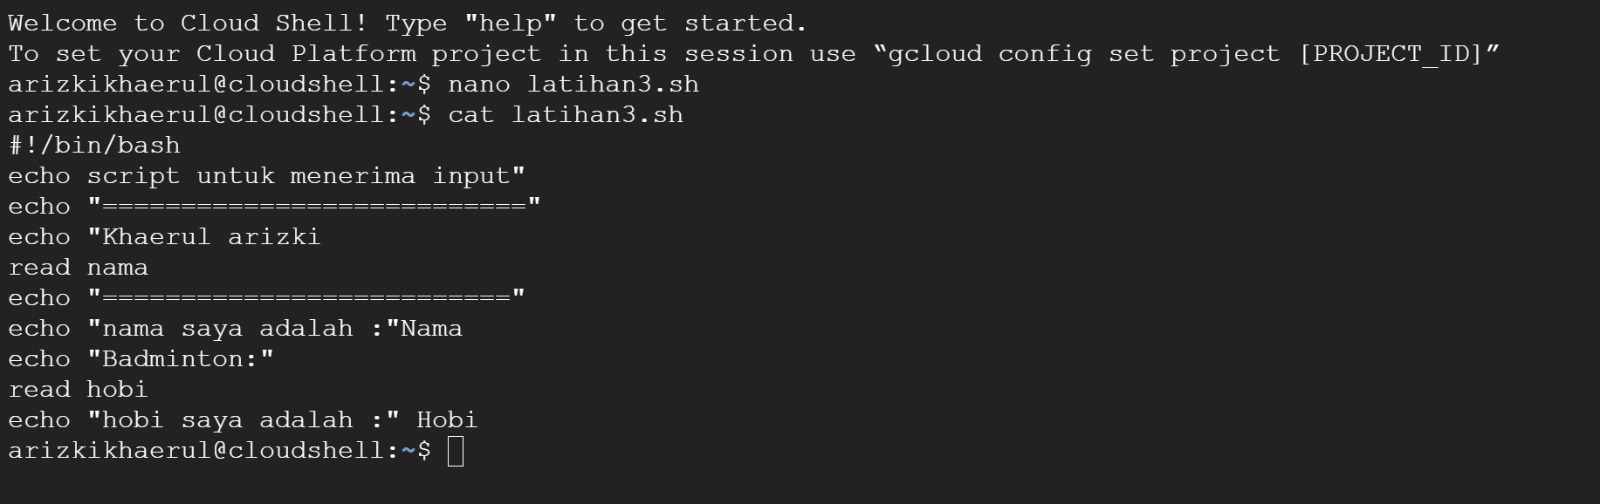 Welcome to Cloud Shell! Type "help" to get started.
To set your Cloud Platform project in this session use “gcloud config set project [PROJECT_ID]”
arizkikhaerul@cloudshell:~$ nano latihan3.sh
arizkikhaerul@cloudshell:~$ cat latihan3.sh
#!/bin/bash
echo script untuk menerima input"
echo "==========================="
echo "Khaerul arizki
read nama
echo "=========================="
echo "nama saya adalah :"Nama
echo "Badminton:"
read hobi
echo "hobi saya adalah :" Hobi
arizkikhaerul@cloudshell:~$